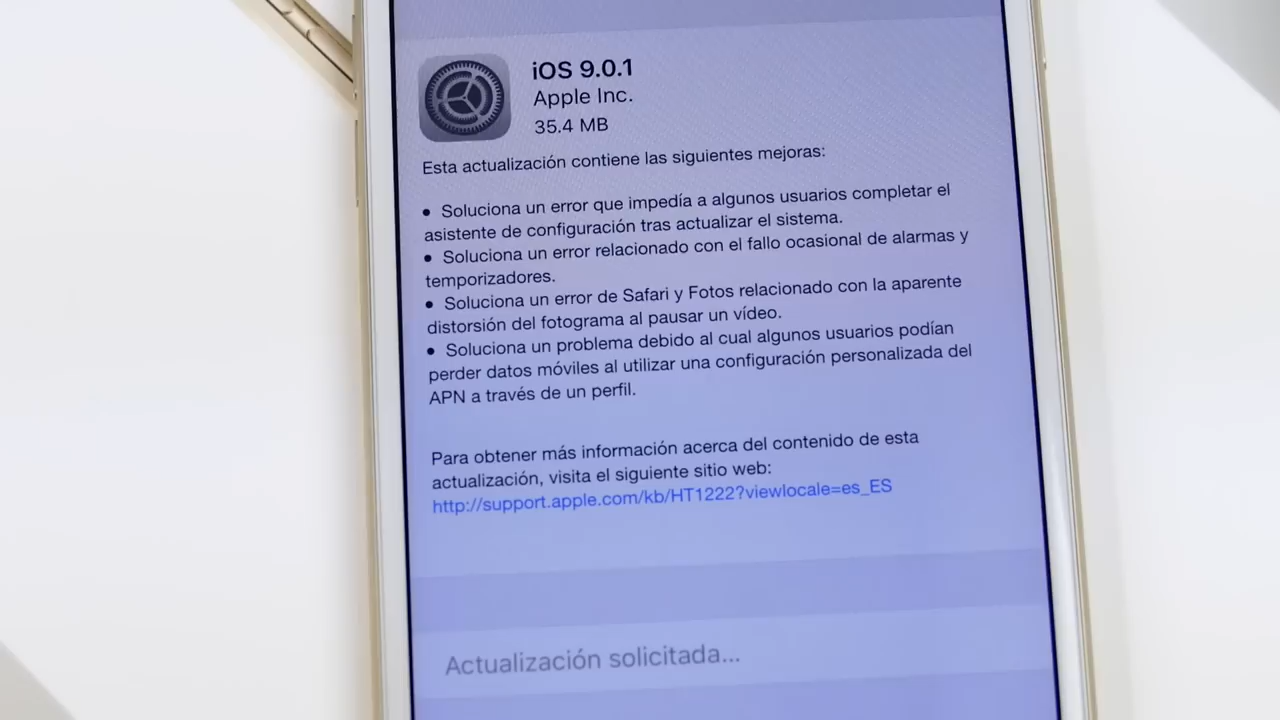 iOS 9.0.1
Apple Inc.
35.4 MB
Esta actualización contiene las siguientes mejoras:
• Soluciona un error que impedía a algunos usuarios completar el
asistente de configuración tras actualizar el sistema.
• Soluciona un error relacionado con el fallo ocasional de alarmas y
temporizadores.
• Soluciona un error de Safari y Fotos relacionado con la aparente
distorsión del fotograma al pausar un vídeo.
• Soluciona un problema debido al cual algunos usuarios podían
perder datos móviles al utilizar una configuración personalizada del
APN a través de un perfil.
Para obtener más información acerca del contenido de esta
actualización, visita el siguiente sitio web:
http://support.apple.com/kb/HT1222?viewlocale=es_ES
Actualización solicitada...